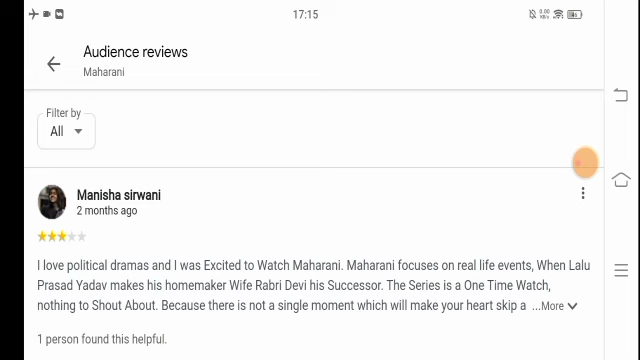 17:15
0.00
KB/s
Audience reviews
Maharani
Filter by
All
Manisha sirwani
2 months ago
I love political dramas and I was Excited to Watch Maharani. Maharani focuses on real life events, When Lalu
Prasad Yadav makes his homemaker Wife Rabri Devi his Successor. The Series is a One Time Watch,
nothing to Shout About. Because there is not a single moment which will make your heart skip a ...More
1 person found this helpful.